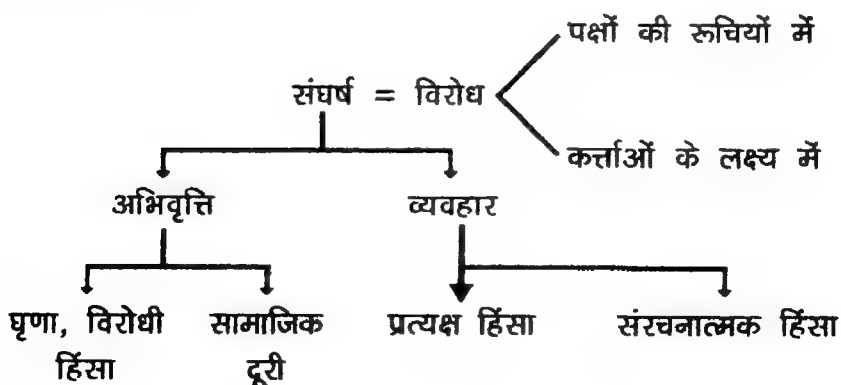 पक्षों की रूचियों में
संघर्ष = विरोध
कर्त्ताओं के लक्ष्य में
अभिवृत्ति व्यवहार
घृणा, विरोधी सामाजिक प्रत्यक्ष हिंसा संरचनात्मक हिंसा
हिंसा दूरी